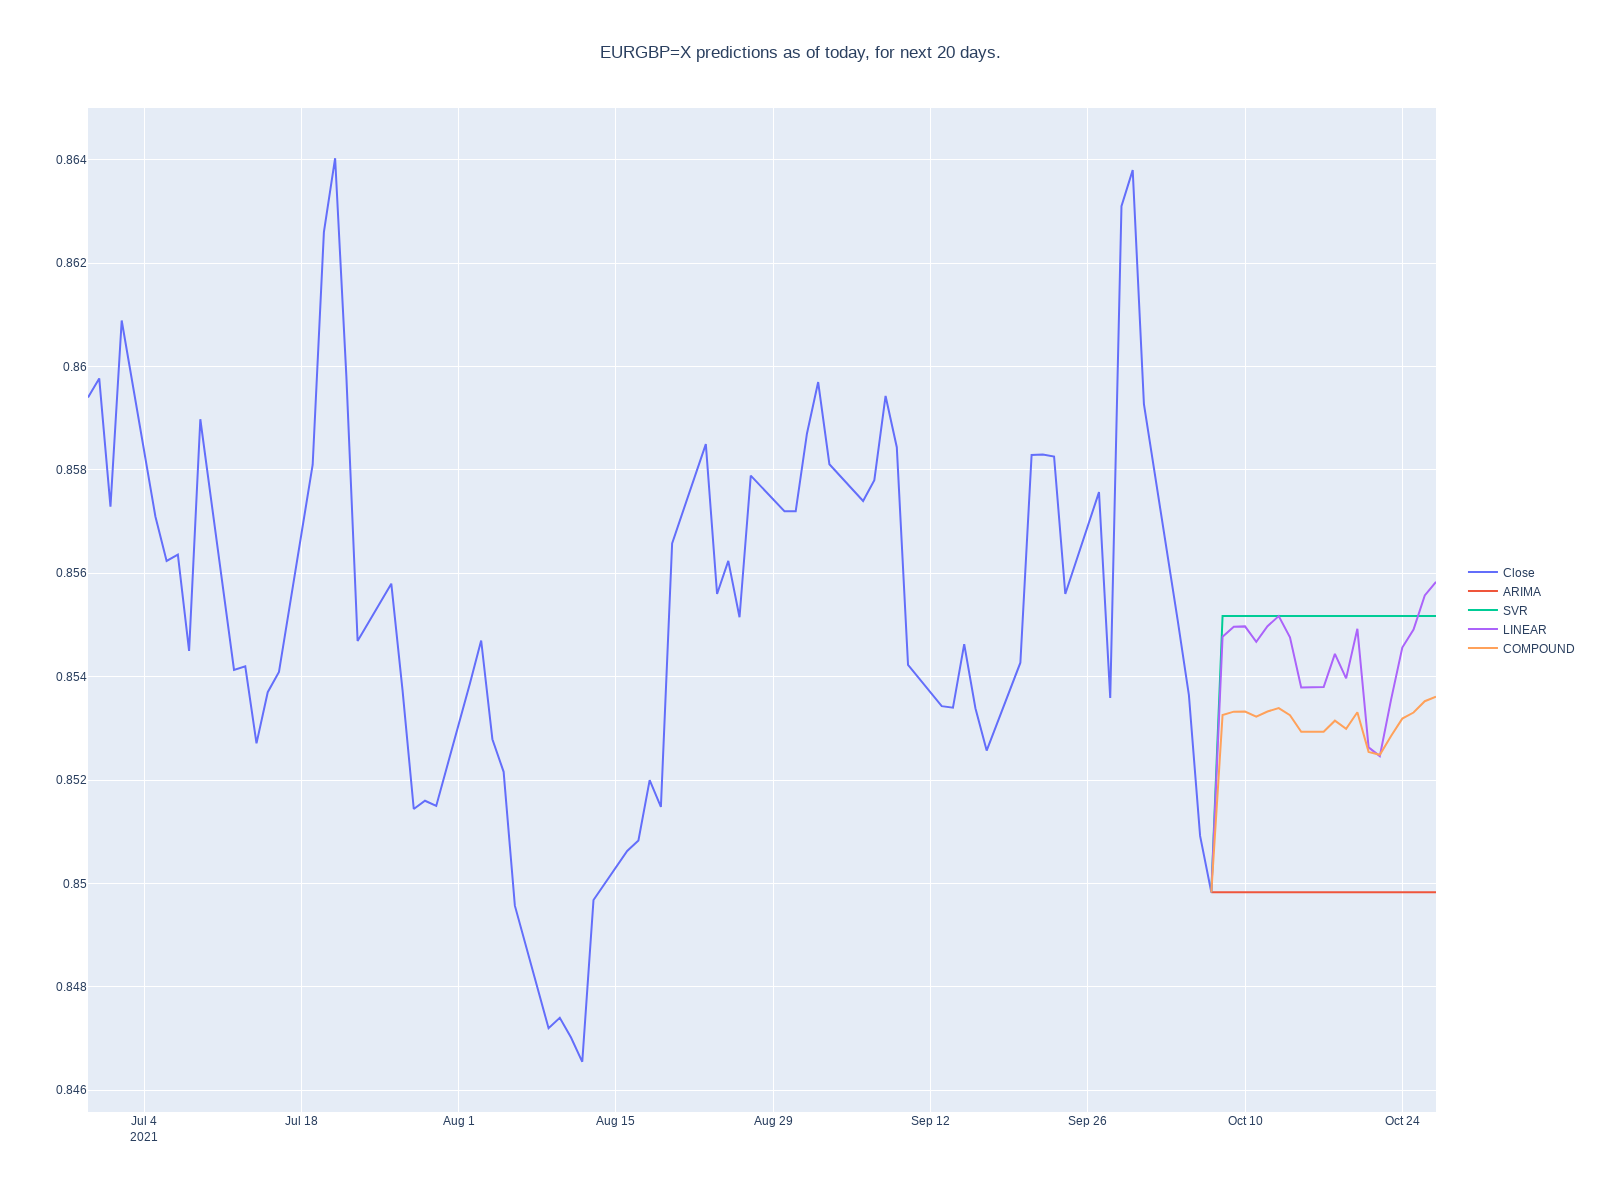 EURGBP=X predictions as of today, for next 20 days.
0.864
0.862
0.86
0.858
0.856
0.854
0.852
0.85
0.848
0.846
Jul 4
2021
Jul 18
Aug 1
Aug 15
Aug 29
Sep 12
Sep 26
Oct 10
Oct 24
Close
ARIMA
SVR
LINEAR
COMPOUND